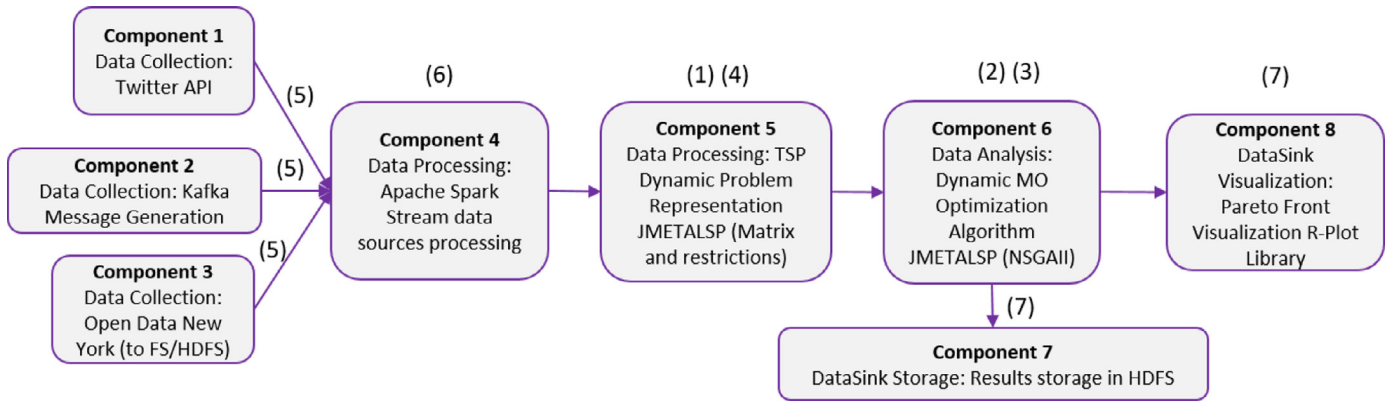 Component 1
Data Collection:
Twitter API
(5)
Component 2
Data Collection: Kafka
Message Generation
(5)
Component 3
Data Collection:
Open Data New
York (to FS/HDFS)
(5)
(6)
Component 4
Data Processing:
Apache Spark
Stream data
sources processing
(1) (4)
Component 5
Data Processing: TSP
Dynamic Problem
Representation
JMETALSP (Matrix
and restrictions)
(2) (3)
Component 6
Data Analysis:
Dynamic MO
Optimization
Algorithm
JMETALSP (NSGAII)
(7)
Component 7
DataSink Storage: Results storage in HDFS
(7)
Component 8
DataSink
Visualization:
Pareto Front
Visualization R-Plot
Library